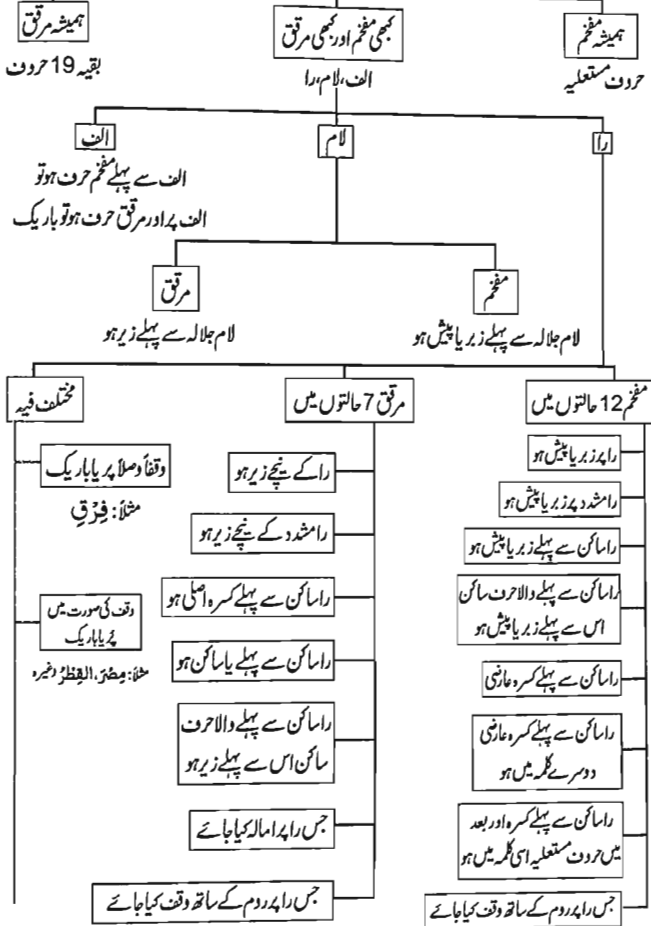 ہمیشہ مفخم
حروف مستعلیہ
کبھی مفخم اور کبھی مرقق
الف، لام، را
ہمیشہ مرقق
بقیہ 19 حروف
را
لام
الف
الف سے پہلے مفخم حرف ہو تو
الف پر اور مرقق حرف ہو تو باریک
مفخم
لام جلالہ سے پہلے زبر یا پیش ہو
مرقق
لام جلالہ سے پہلے زیر ہو
مفخم 12 حالتوں میں
را پر زبر یا پیش ہو
را مشدد پر زبر یا پیش ہو
را ساکن سے پہلے زبر یا پیش ہو
را ساکن سے پہلے والا حرف ساکن
اس سے پہلے زبر یا پیش ہو
را ساکن سے پہلے کسرہ عارضی
را ساکن سے پہلے کسرہ عارضی
دوسرے کلمہ میں ہو
را ساکن سے پہلے کسرہ اور بعد
میں حروف مستعلیہ اسی کلمہ میں ہو
جس را پر روم کے ساتھ وقف کیا جائے
مرقق 7 حالتوں میں
را کے نیچے زیر ہو
را مشدد کے نیچے زیر ہو
را ساکن سے پہلے کسرہ اصلی ہو
را ساکن سے پہلے یا ساکن ہو
را ساکن سے پہلے والا حرف
ساکن اس سے پہلے زیر ہو
جس را پر امالہ کیا جائے
جس را پر روم کے ساتھ وقف کیا جائے
مختلف فیہ
وقفاً وصلاً پر یا باریک
مثلاً: فِرْقٍ
وقف کی صورت میں
پُر یا باریک
مثلاً: مِصْرَ، القِطْرُ وغیرہ